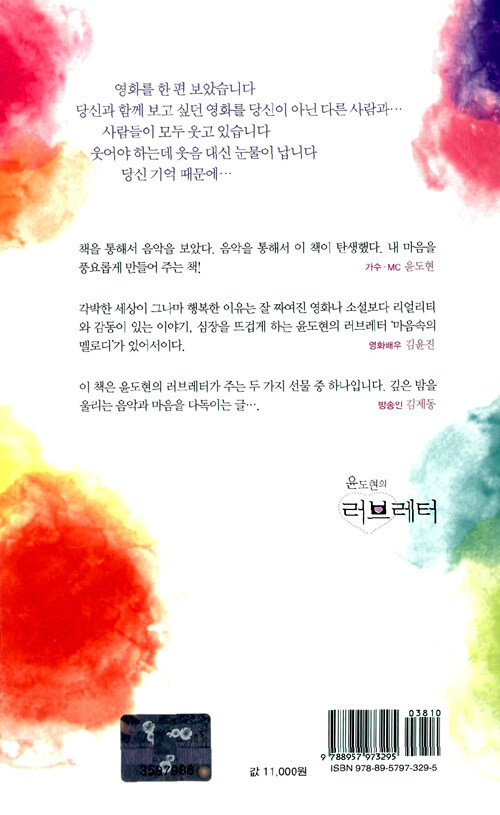 영화를 한 편 보았습니다
당신과 함께 보고 싶던 영화를 당신이 아닌 다른 사람과…
사람들이 모두 웃고 있습니다
웃어야 하는데 웃음 대신 눈물이 납니다
당신 기억 때문에…
책을 통해서 음악을 보았다. 음악을 통해서 이 책이 탄생했다. 내 마음을
풍요롭게 만들어 주는 책! 가수·MC 윤도현
각박한 세상이 그나마 행복한 이유는 잘 짜여진 영화나 소설보다 리얼리티
와 감동이 있는 이야기. 심장을 뜨겁게 하는 윤도현의 러브레터 '마음속의
멜로디'가 있어서이다. 영화배우 김윤진
이 책은 윤도현의 러브레터가 주는 두 가지 선물 중 하나입니다. 깊은 밤을
울리는 음악과 마음을 다독이는 글…. 방송인 김제동
윤도현의
러브레터
03810
9 788957 973295
ISBN 978-89-5797-329-5
값 11,000원